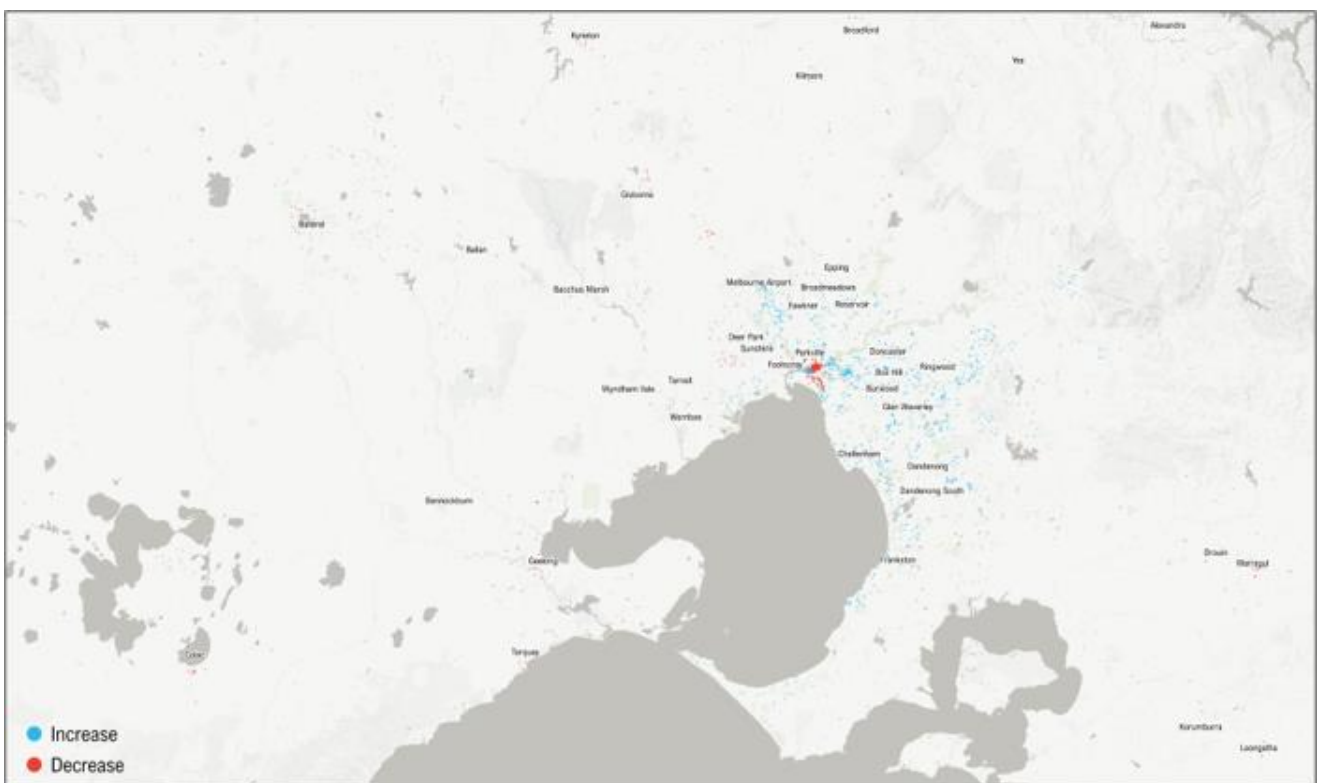 Alexandra
Broadford
Kyneton
Yea
Kilmore
Gisborne
Ballarat
Ballan
Epping
Melbourne Airport
Broadmeadows
Bacchus Marsh
Fawkner
Reservoir
Deer Park
Sunshine
Parkville
Doncaster
Footscray
Box Hill
Ringwood
Tarneit
Wyndham Vale
Burwood
Glen Waverley
Werribee
Cheltenham
Dandenong
Dandenong South
Bannockburn
Drouin
Geelong
Frankston
Warragul
Torquay
Colac
Korumburra
Leongatha
Increase
Decrease